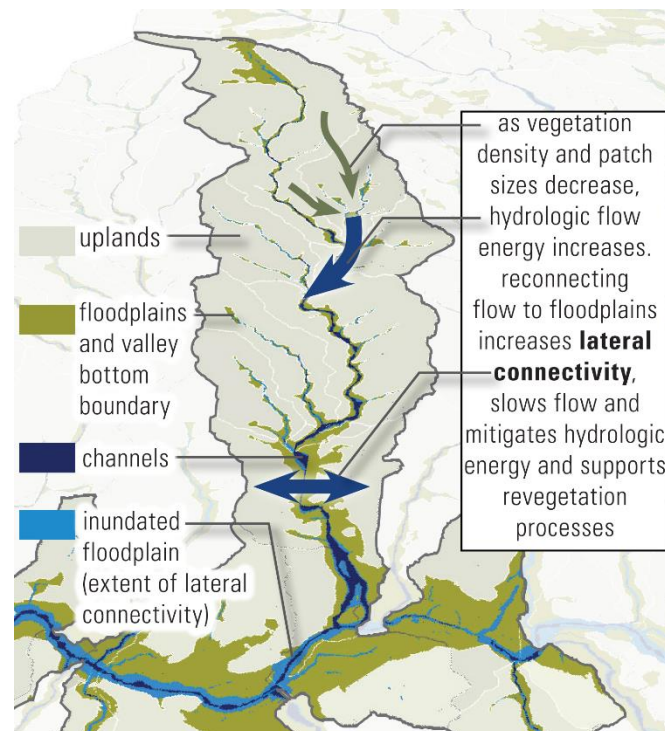 uplands
floodplains
and valley
bottom
boundary
channels
inundated
floodplain
(extent of lateral
connectivity)
as vegetation
density and patch
sizes decrease,
hydrologic flow
energy increases.
reconnecting
flow to floodplains
increases lateral
connectivity,
slows flow and
mitigates hydrologic
energy and supports
revegetation
processes